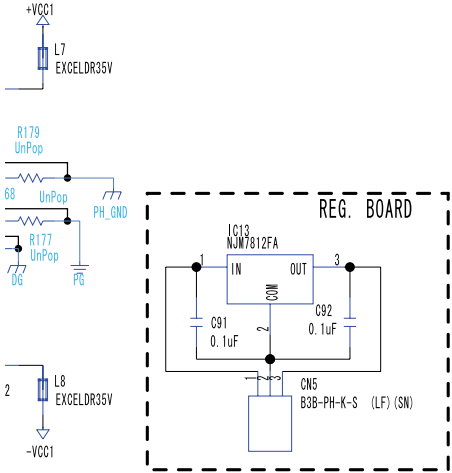 +VCC1
L7
EXCELDR35V
R179
UnPop
68
UnPop
PH_GND
R177
UnPop
DG
PG
REG. BOARD
IC13
NJM7812FA
1
IN
OUT
3
COM
2
C91
0.1uF
C92
0.1uF
1
2
3
CN5
B3B-PH-K-S (LF)(SN)
2
L8
EXCELDR35V
-VCC1